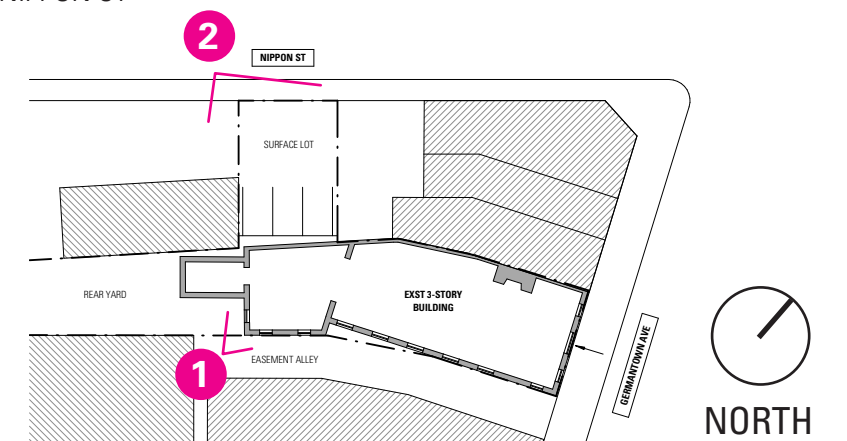 2
NIPPON ST
SURFACE LOT
REAR YARD
EXST 3-STORY
BUILDING
1
EASEMENT ALLEY
GERMANTOWN AVE
NORTH